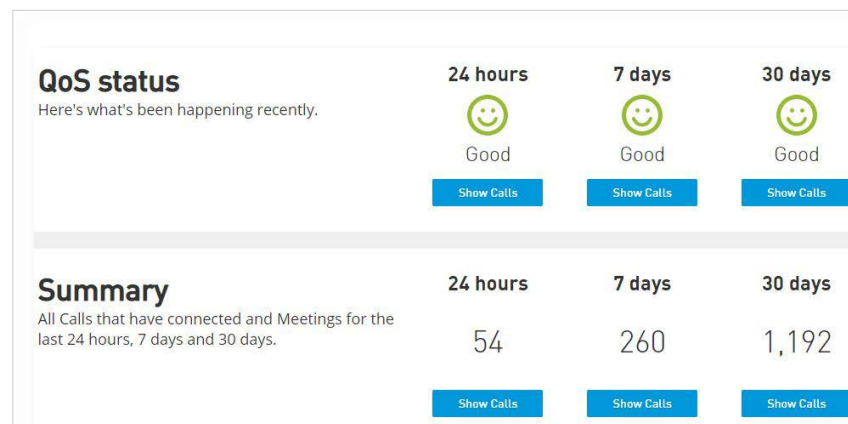 QoS status
Here's what's been happening recently.
24 hours 7 days 30 days
Good Good Good
Show Calls Show Calls Show Calls
Summary
All Calls that have connected and Meetings for the
last 24 hours, 7 days and 30 days.
24 hours 7 days 30 days
54 260 1,192
Show Calls Show Calls Show Calls